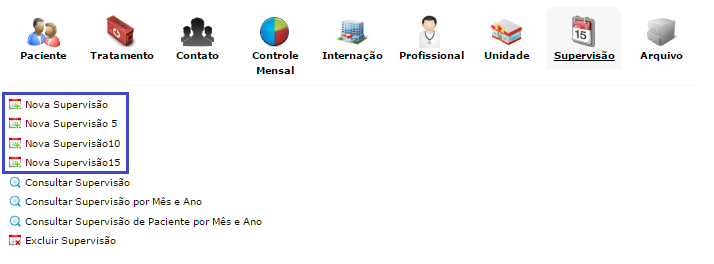 Paciente Tratamento Contato Controle Mensal Internação Profissional Unidade 15 Supervisão Arquivo
Nova Supervisão
Nova Supervisão 5
Nova Supervisão10
Nova Supervisão15
Consultar Supervisão
Consultar Supervisão por Mês e Ano
Consultar Supervisão de Paciente por Mês e Ano
Excluir Supervisão